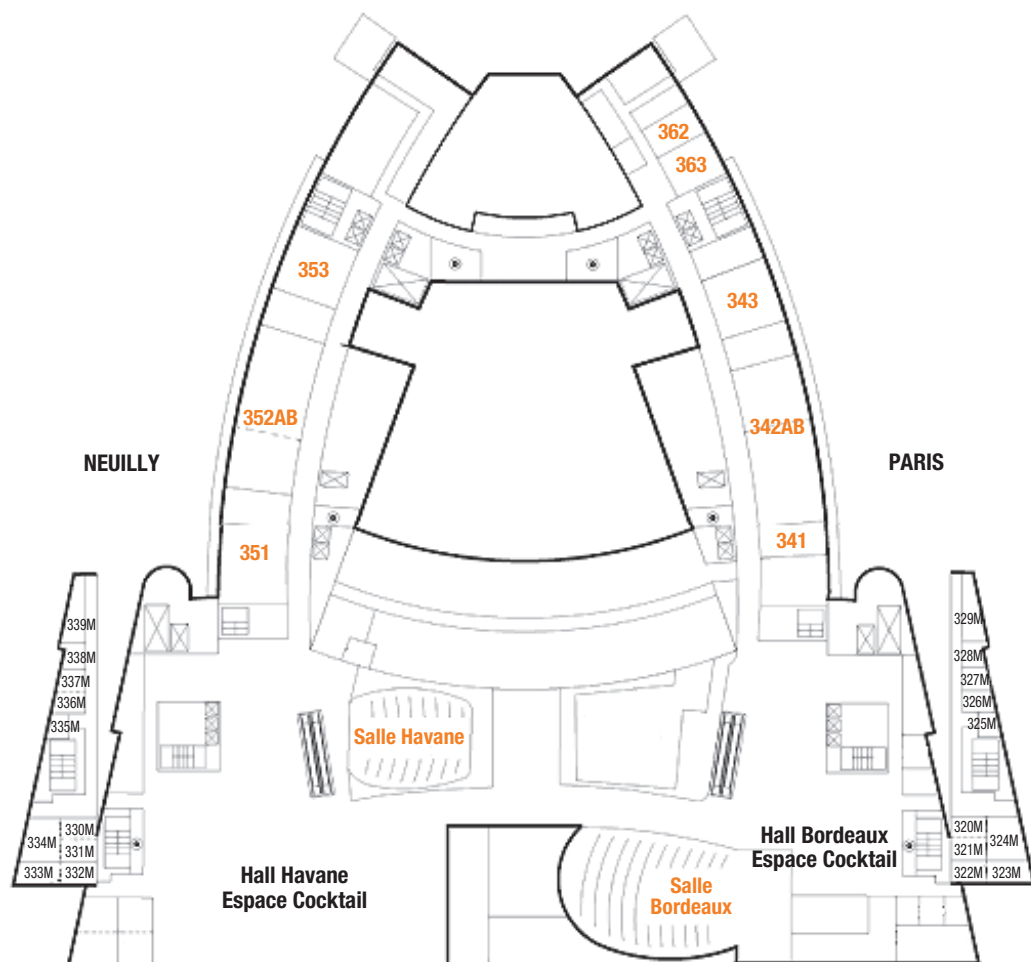 362
363
353
343
352AB
342AB
NEUILLY
PARIS
351
341
339M
338M
337M
336M
335M
329M
328M
327M
326M
325M
Salle Havane
330M
334M
331M
333M
332M
Hall Havane
Espace Cocktail
Hall Bordeaux
Espace Cocktail
Salle
Bordeaux
320M
324M
321M
322M
323M